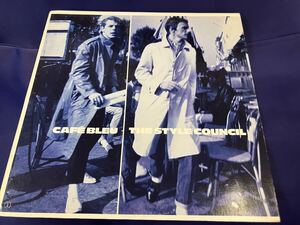 CAFÉ BLEU THE STYLE COUNCIL